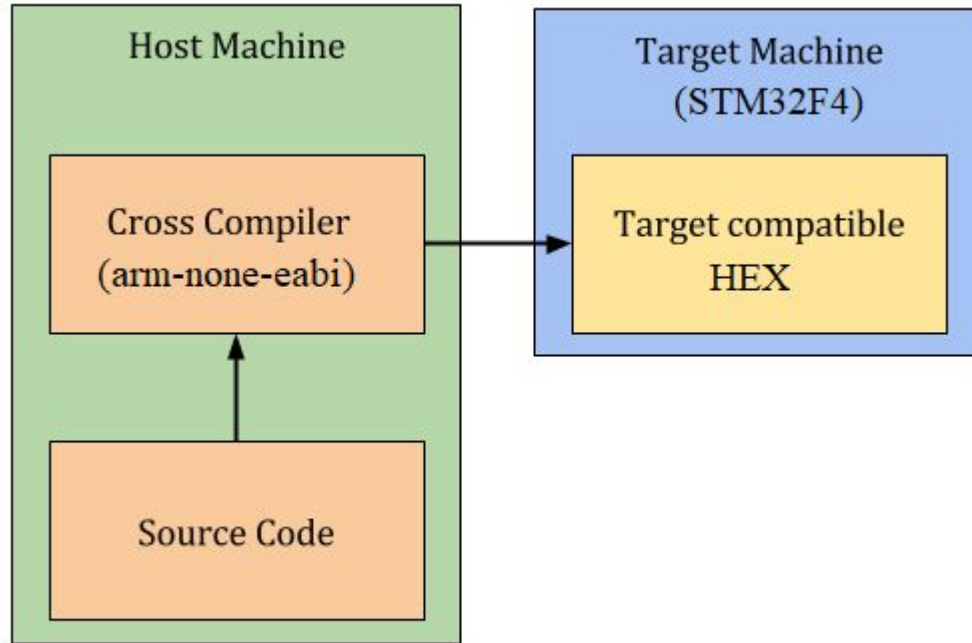 Host Machine
Cross Compiler
(arm-none-eabi)
Source Code
Target Machine
(STM32F4)
Target compatible
HEX